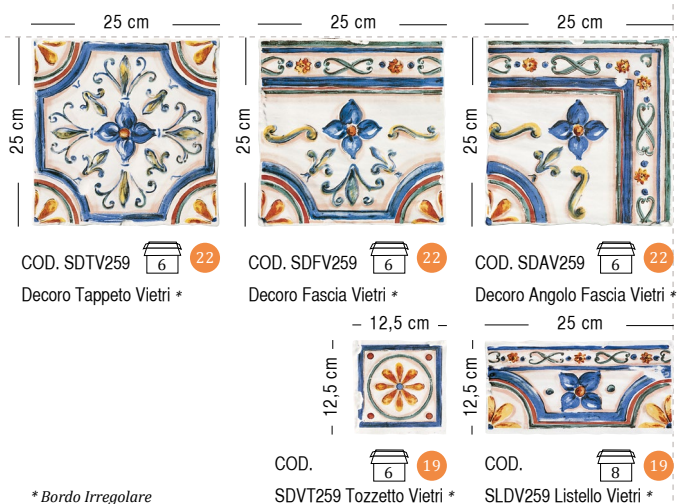 25 cm 25 cm 25 cm
25 cm 25 cm 25 cm
COD. SDTV259 6 22
Decoro Tappeto Vietri *
COD. SDFV259 6 22
Decoro Fascia Vietri *
COD. SDAV259 6 22
Decoro Angolo Fascia Vietri *
12,5 cm 25 cm
12,5 cm 12,5 cm
COD. 6 19
SDVT259 Tozzetto Vietri *
COD. 8 19
SLDV259 Listello Vietri *
* Bordo Irregolare